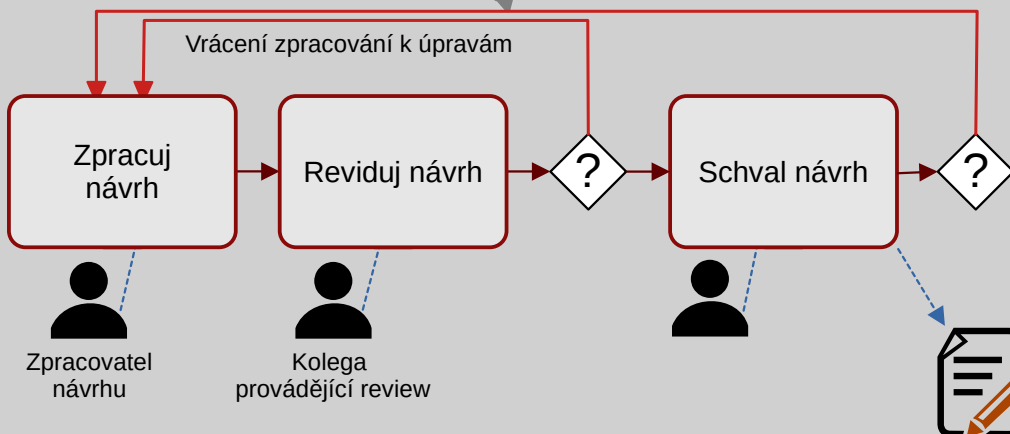 Vrácení zpracování k úpravám
Zpracuj
návrh
Reviduj návrh
?
Schval návrh
?
Zpracovatel
návrhu
Kolega
provádějící review